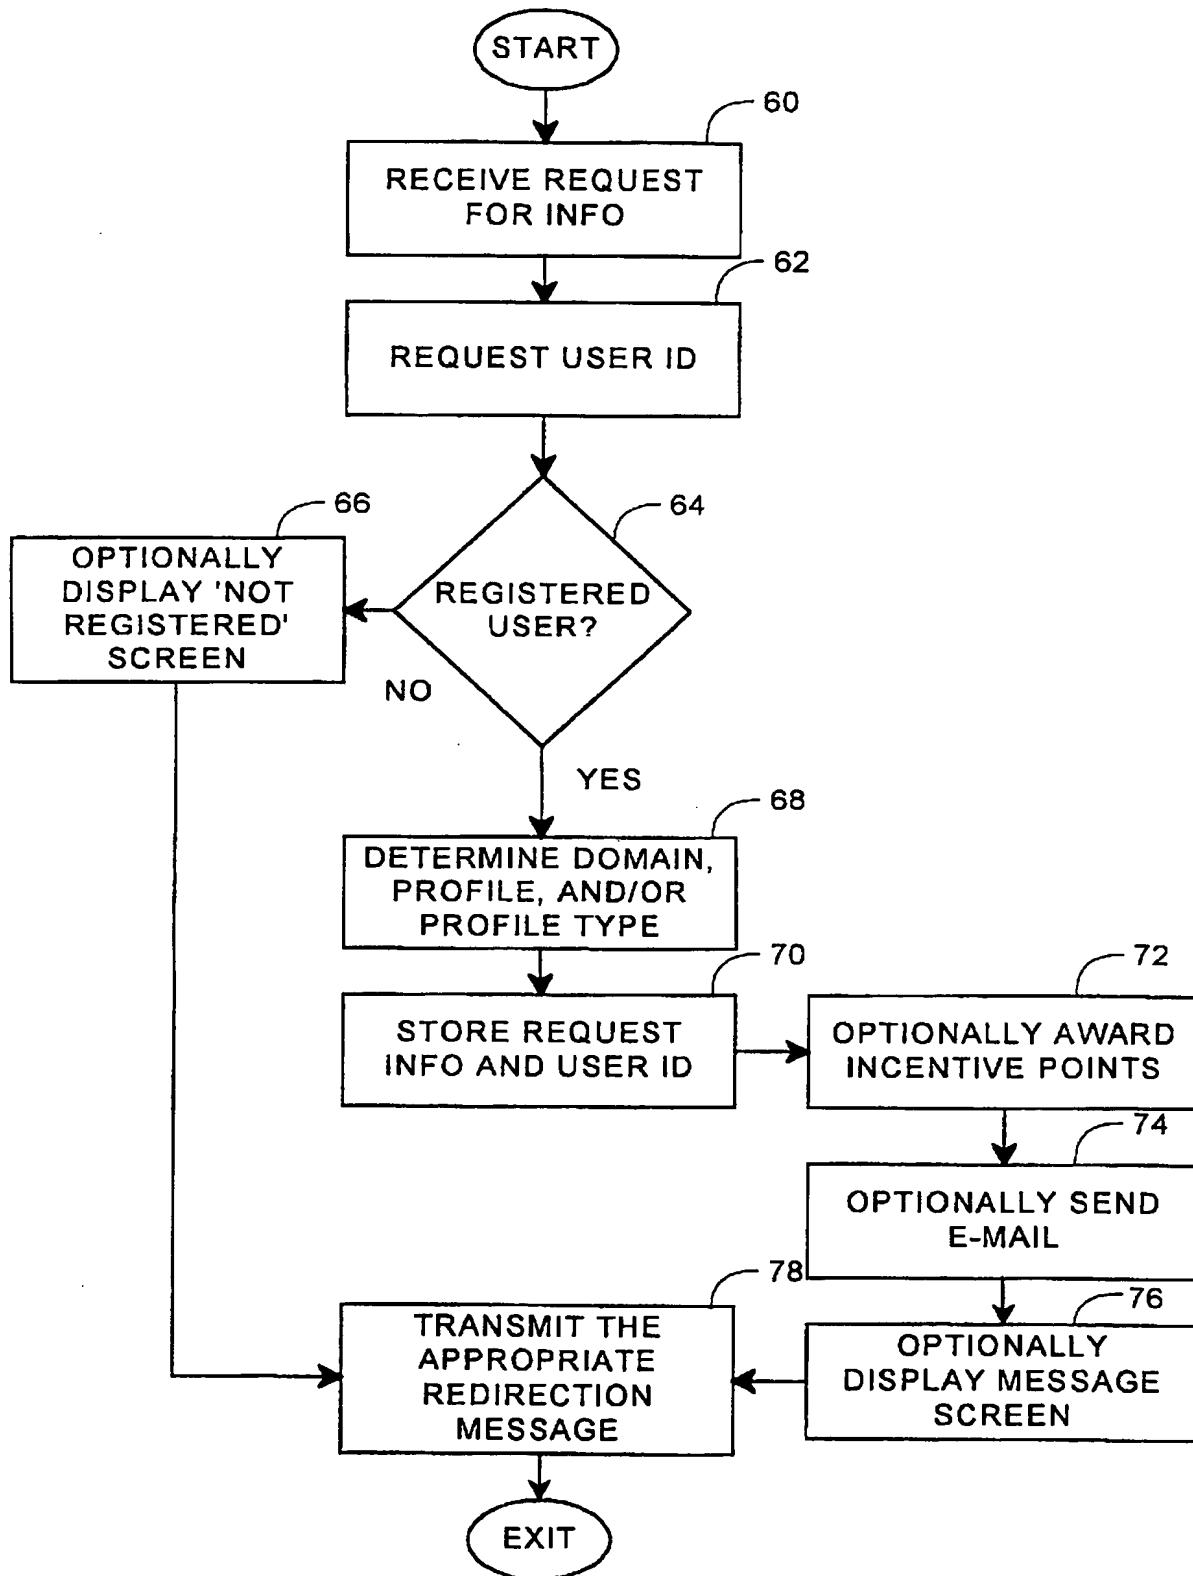 START
60
RECEIVE REQUEST
FOR INFO
62
REQUEST USER ID
64
REGISTERED
USER?
66
OPTIONALLY
DISPLAY 'NOT
REGISTERED'
SCREEN
NO
YES
68
DETERMINE DOMAIN,
PROFILE, AND/OR
PROFILE TYPE
70
STORE REQUEST
INFO AND USER ID
72
OPTIONALLY AWARD
INCENTIVE POINTS
74
OPTIONALLY SEND
E-MAIL
76
OPTIONALLY
DISPLAY MESSAGE
SCREEN
78
TRANSMIT THE
APPROPRIATE
REDIRECTION
MESSAGE
EXIT